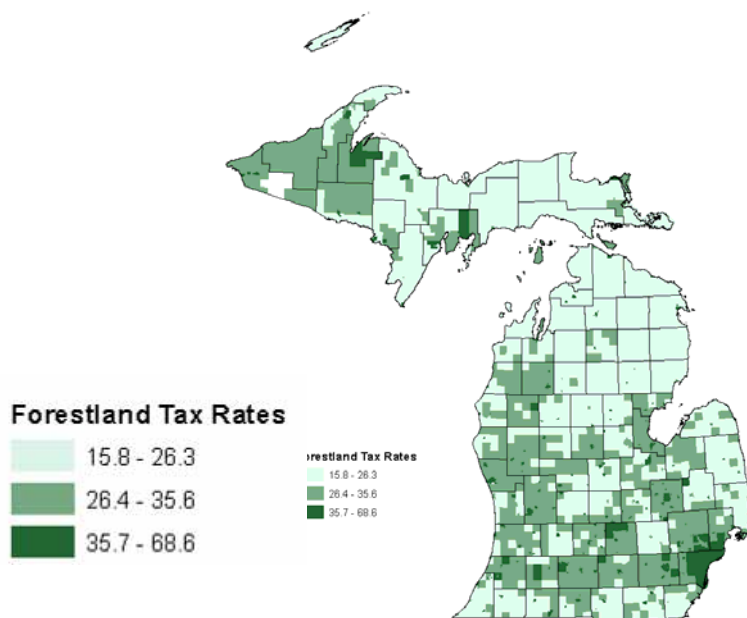 Forestland Tax Rates
15.8 - 26.3
26.4 - 35.6
35.7 - 68.6
orestland Tax Rates
15.8 - 26.3
26.4 - 35.6
35.7 - 68.6